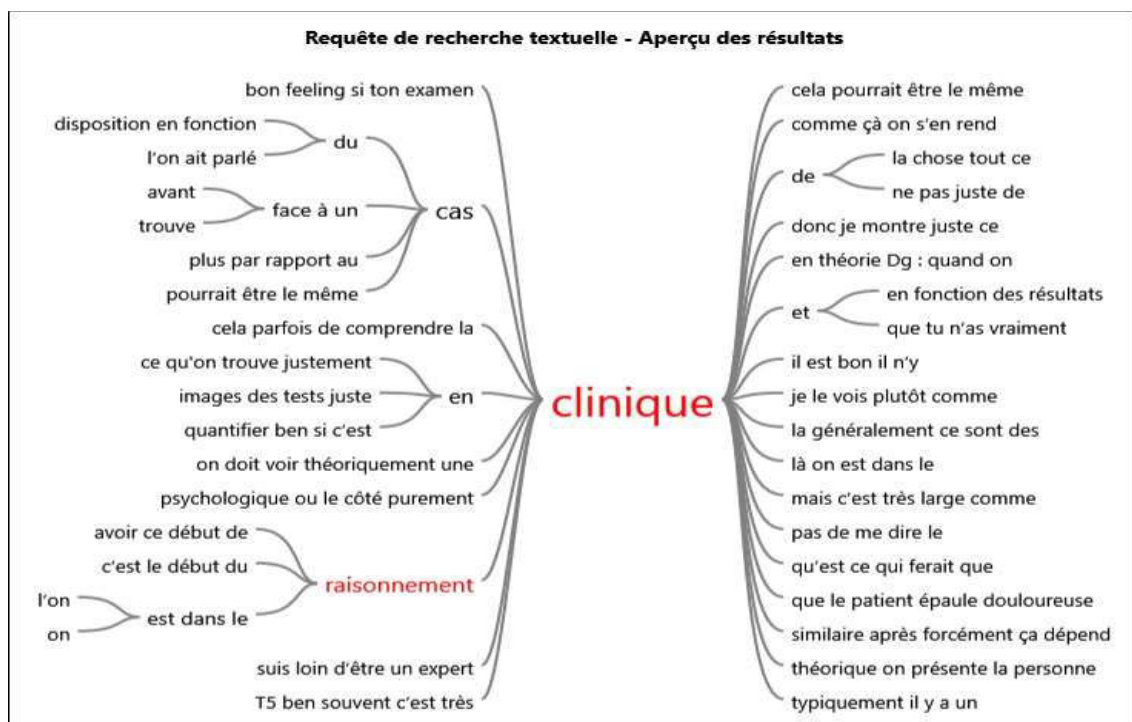 Requête de recherche textuelle - Aperçu des résultats
bon feeling si ton examen
disposition en fonction
l'on ait parlé
du
avant
trouve
face à un
plus par rapport au
pourrait être le même
cas
cela parfois de comprendre la
ce qu'on trouve justement
images des tests juste
quantifier ben si c'est
en
on doit voir théoriquement une
psychologique ou le côté purement
avoir ce début de
c'est le début du
l'on
on
est dans le
raisonnement
suis loin d'être un expert
T5 ben souvent c'est très
clinique
cela pourrait être le même
comme çà on s'en rend
de
la chose tout ce
ne pas juste de
donc je montre juste ce
en théorie Dg : quand on
et
en fonction des résultats
que tu n'as vraiment
il est bon il n'y
je le vois plutôt comme
la généralement ce sont des
là on est dans le
mais c'est très large comme
pas de me dire le
qu'est ce qui ferait que
que le patient épaule douloureuse
similaire après forcément ça dépend
théorique on présente la personne
typiquement il y a un